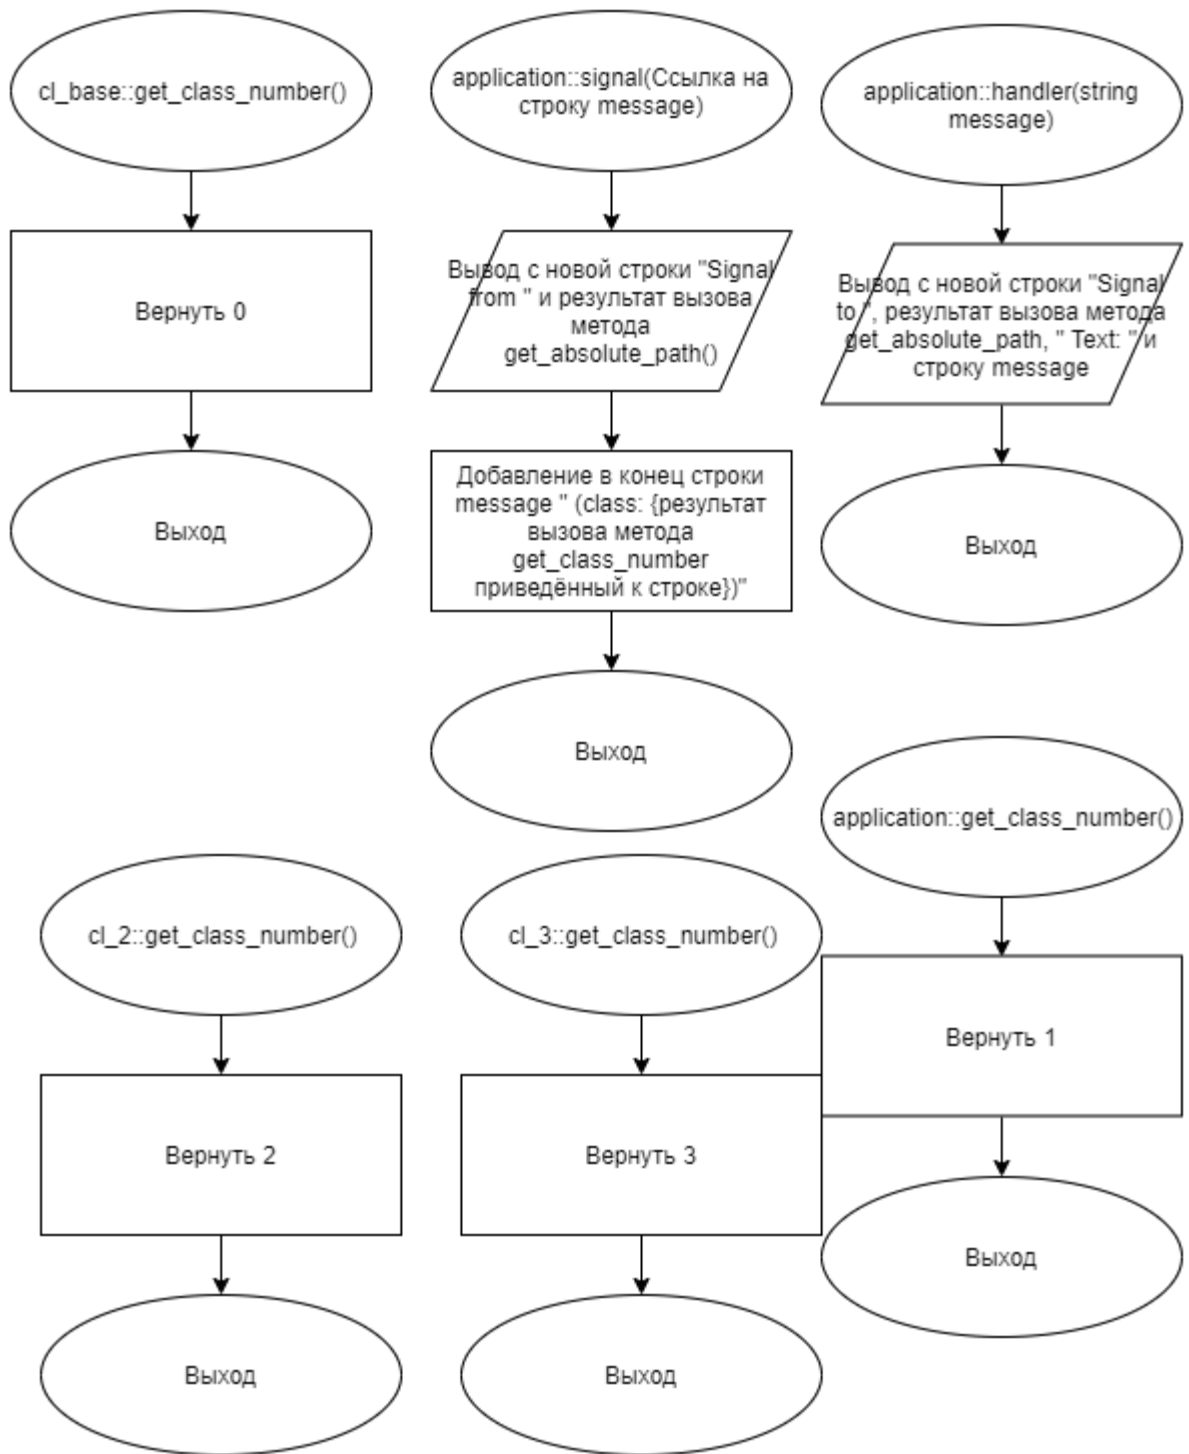 cl_base::get_class_number()
Вернуть 0
Выход
application::signal(Ссылка на
строку message)
Вывод с новой строки "Signal
from " и результат вызова
метода
get_absolute_path()
Добавление в конец строки
message " (class: {результат
вызова метода
get_class_number
приведённый к строке})"
Выход
application::handler(string
message)
Вывод с новой строки "Signal
to ", результат вызова метода
get_absolute_path, " Text: " и
строку message
Выход
cl_2::get_class_number()
Вернуть 2
Выход
cl_3::get_class_number()
Вернуть 3
Выход
application::get_class_number()
Вернуть 1
Выход